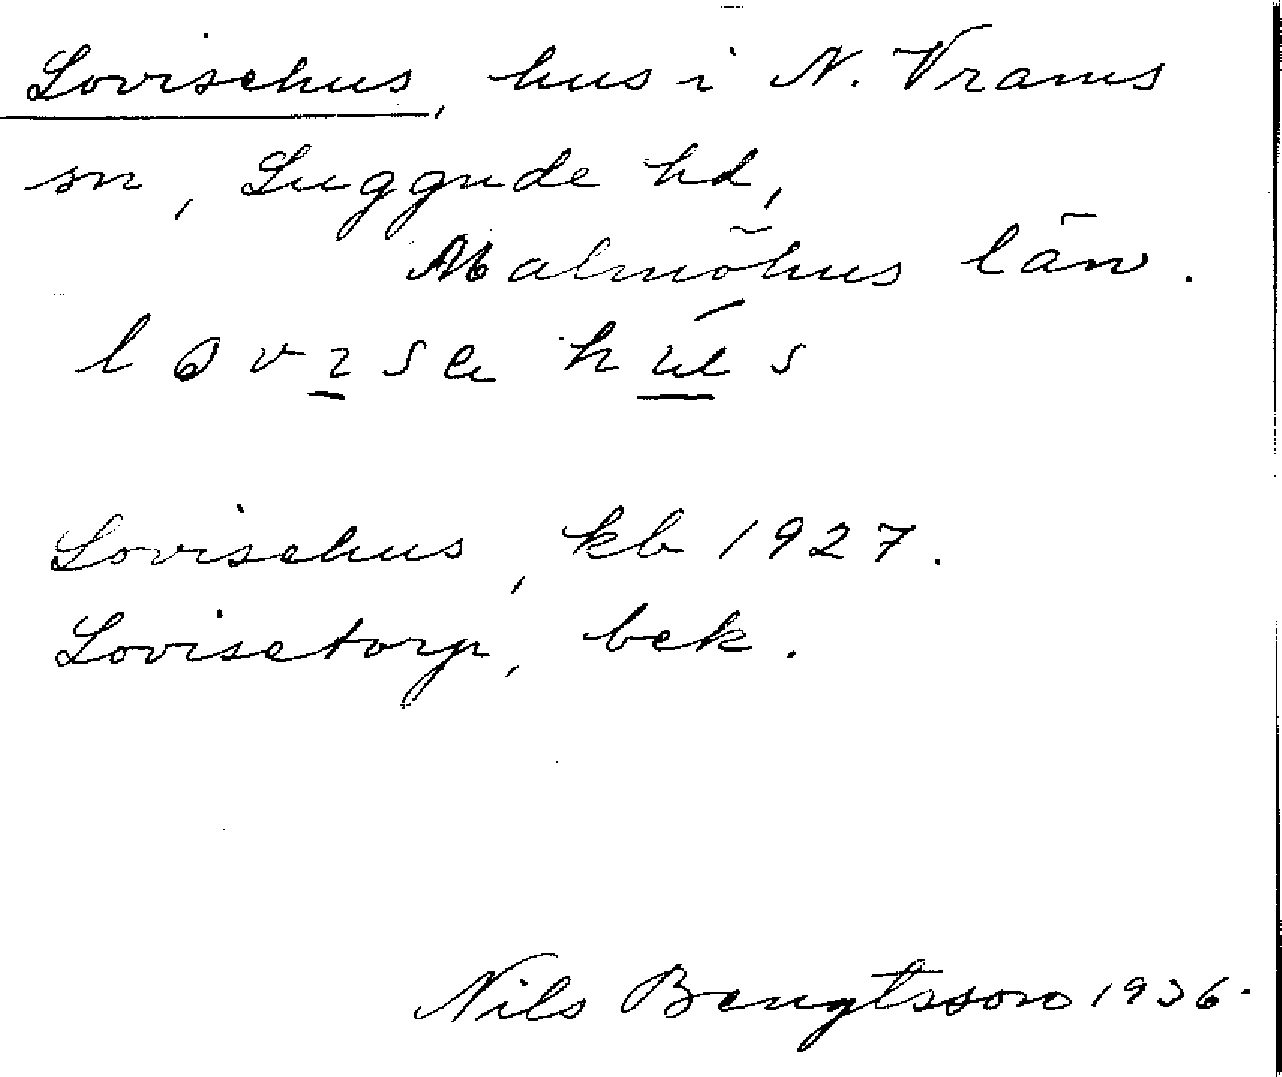 Lovisehus, hus i N. Vrams
sn, Luggude hd,
Malmöhus län.
Lovisehus, kb 1927.
Lovisetorp, bek.
Nils Bengtsson 1936.